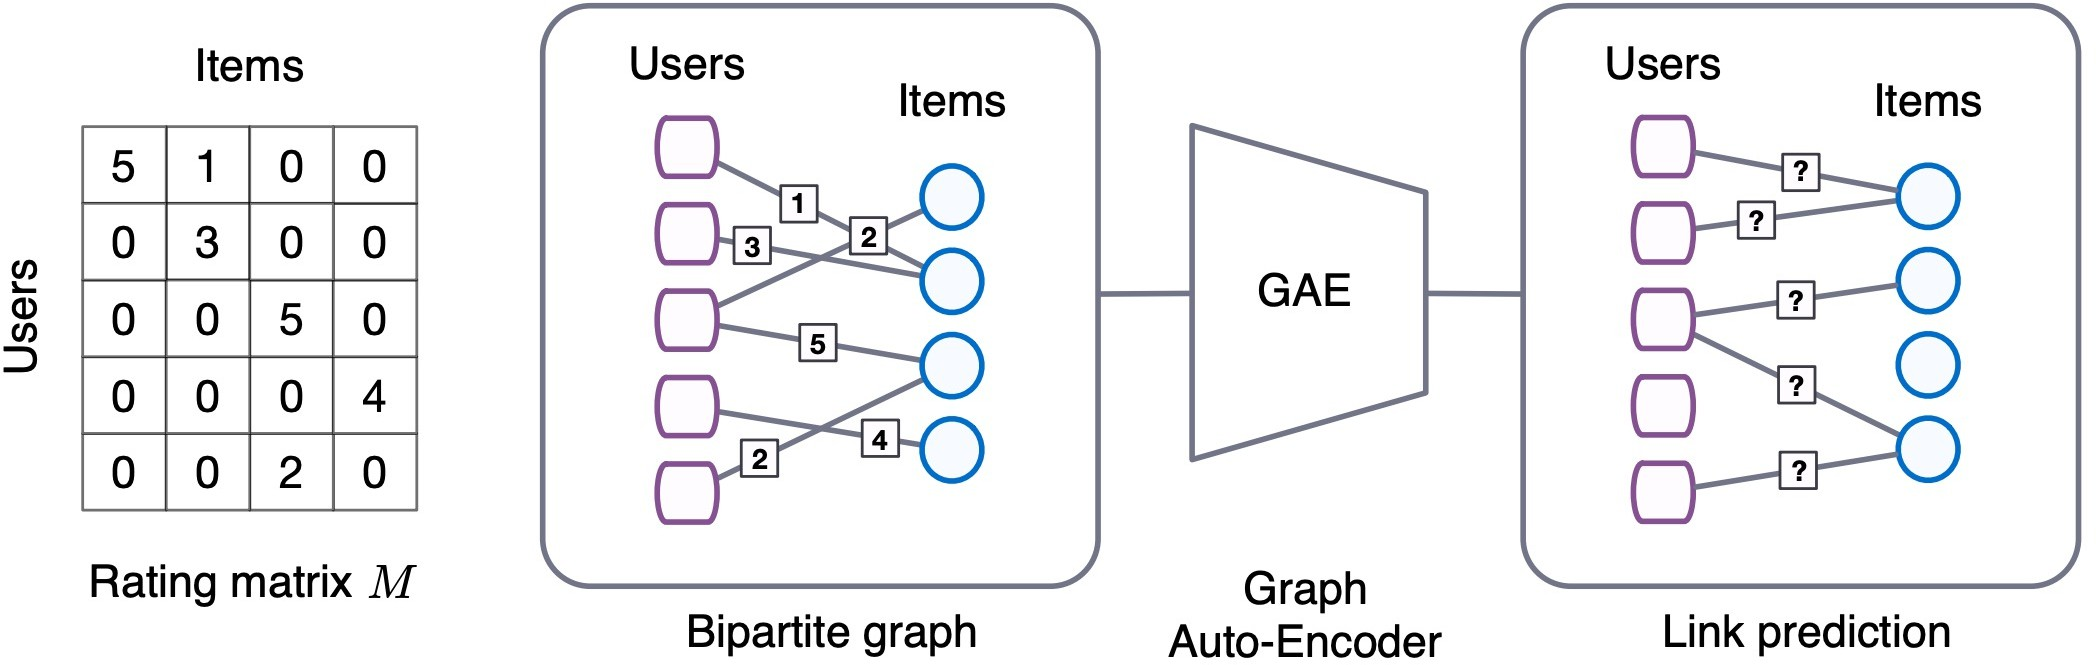 Items
Users
5 1 0 0
0 3 0 0
0 0 5 0
0 0 0 4
0 0 2 0
Rating matrix M
Users
Items
1
2
3
5
4
2
Bipartite graph
GAE
Graph
Auto-Encoder
Users
Items
?
?
?
?
?
Link prediction